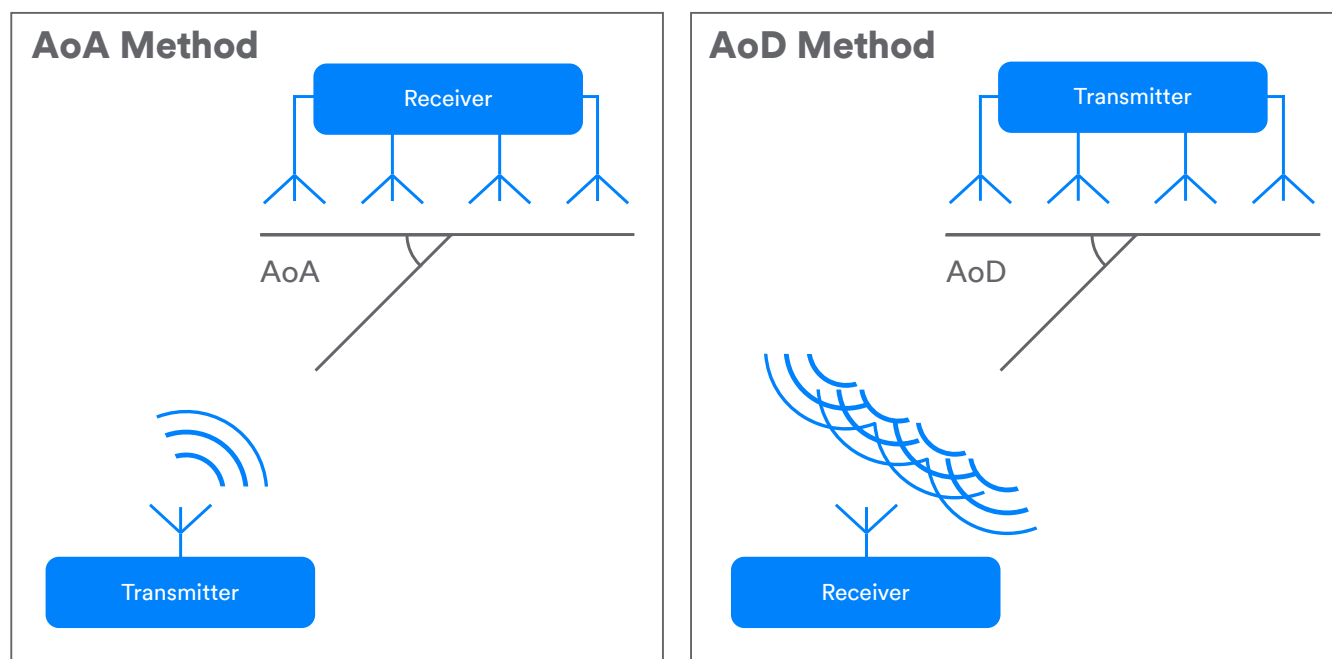 AoA Method
Receiver
AoA
Transmitter
AoD Method
Transmitter
AoD
Receiver